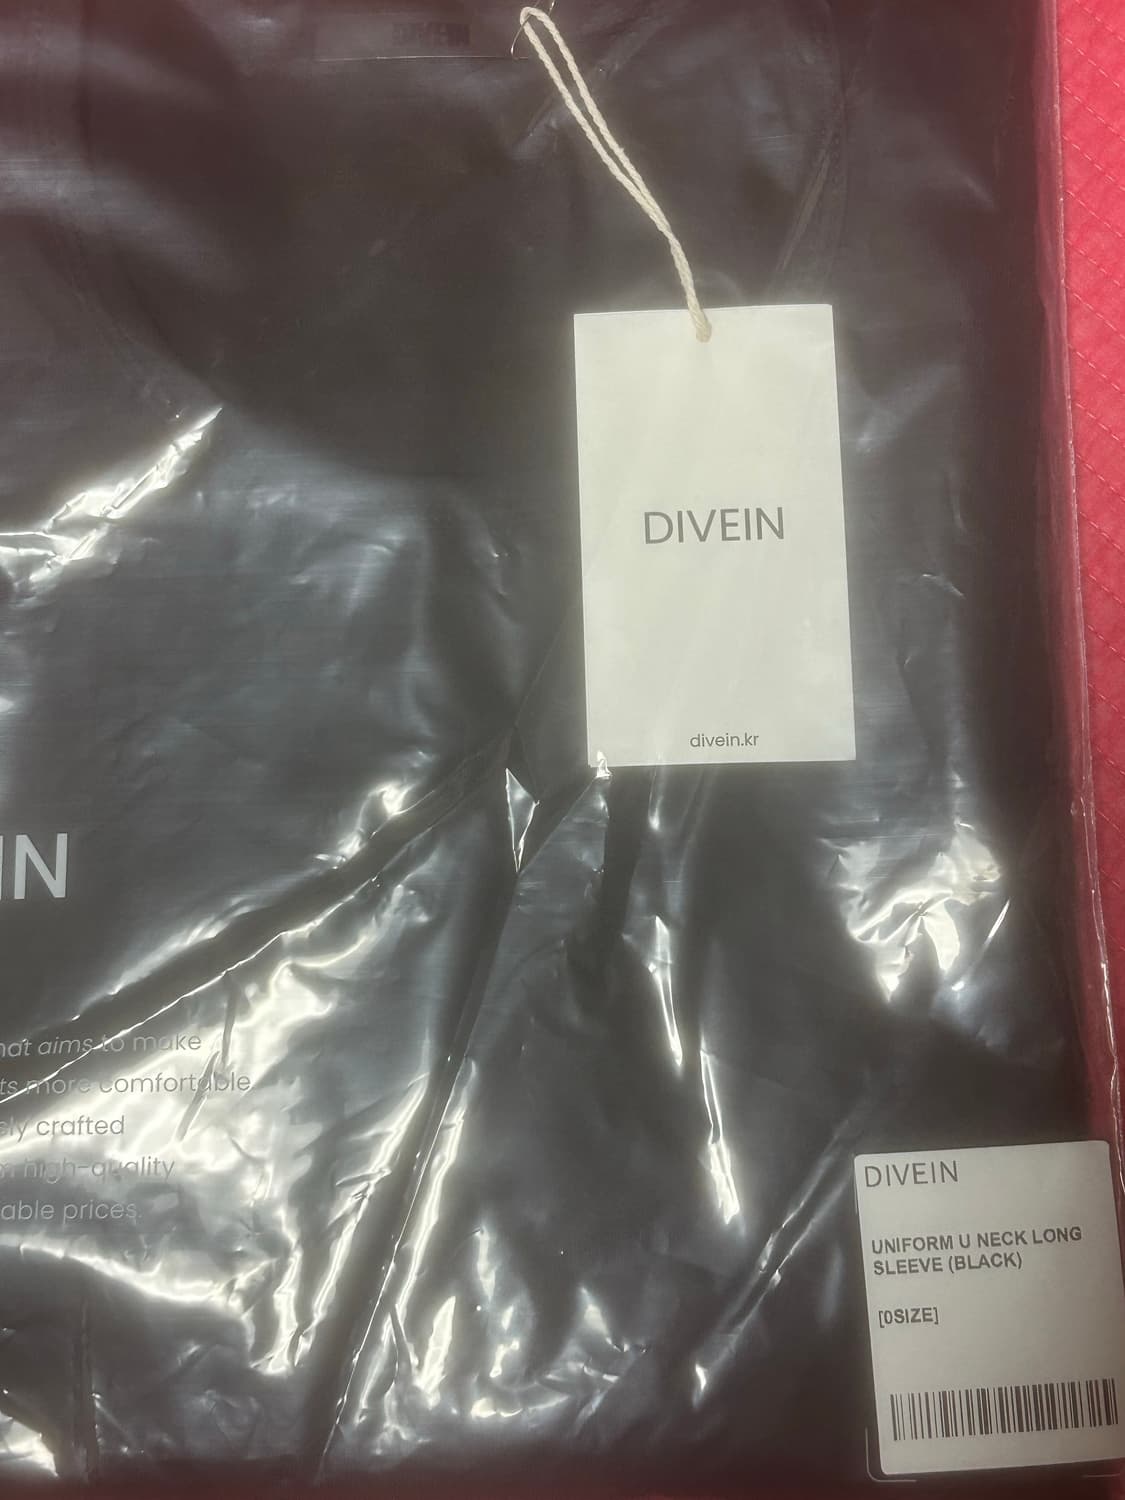 DIVEIN
divein.kr
IN
hat aims to make
ts more comfortable
ely crafted
m high-quality
able prices.
DIVEIN
UNIFORM U NECK LONG
SLEEVE (BLACK)
[0SIZE]